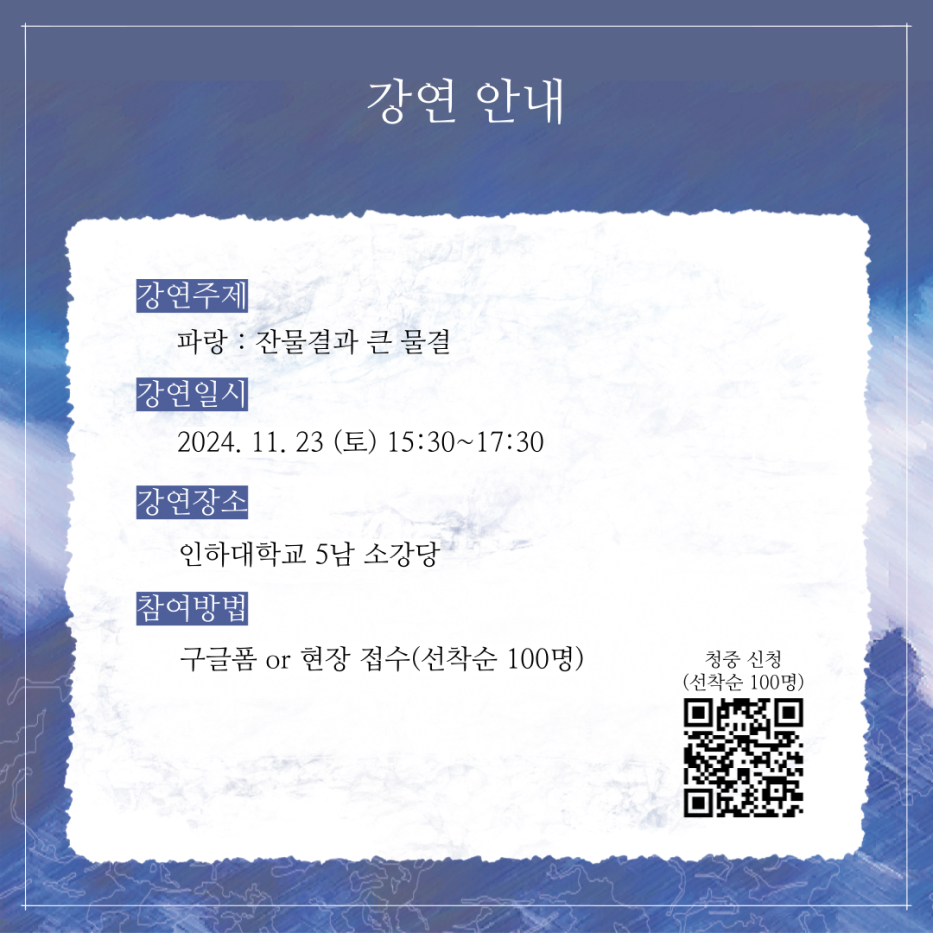 강연 안내
강연주제
파랑 : 잔물결과 큰 물결
강연일시
2024. 11. 23 (토) 15:30~17:30
강연장소
인하대학교 5남 소강당
참여방법
구글폼 or 현장 접수(선착순 100명)
청중 신청
(선착순 100명)